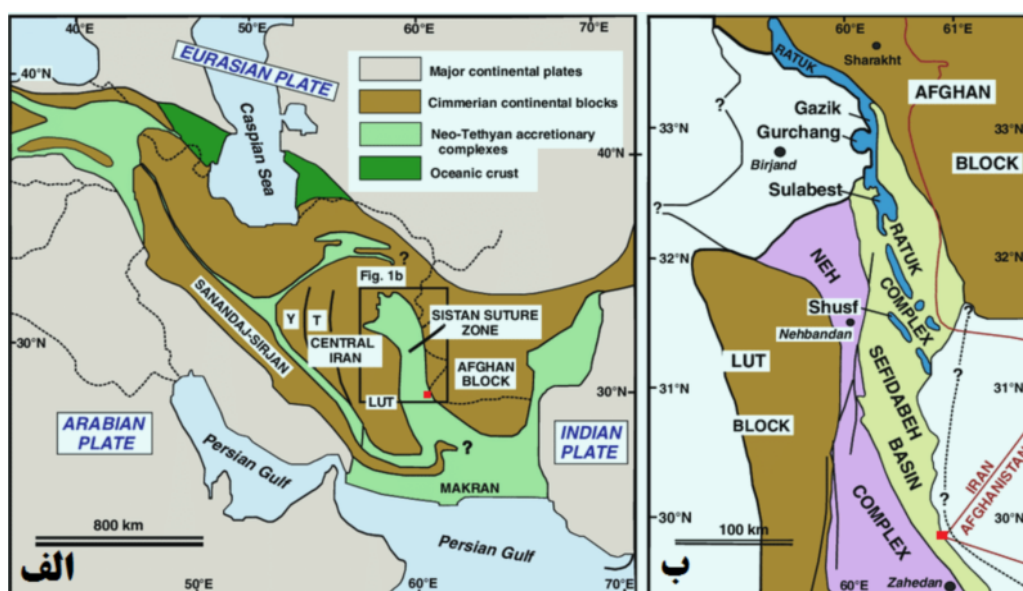 40°E
50°E
60°E
70°E
EURASIAN PLATE
40°N
Caspian Sea
Major continental plates
Cimmerian continental blocks
Neo-Tethyan accretionary
complexes
Oceanic crust
40°N
?
Fig. 1b
SANANDAJ-SIRJAN
Y
T
CENTRAL
IRAN
SISTAN SUTURE
ZONE
30°N
AFGHAN
BLOCK
LUT
30°N
ARABIAN
PLATE
Persian Gulf
?
INDIAN
PLATE
MAKRAN
800 km
Persian Gulf
الف
50°E
60°E
70°E
60°E
61°E
RATUK
Sharakht
?
Gazik
AFGHAN
33°N
Gurchang
33°N
Birjand
BLOCK
Sulabest
?
RATUK
32°N
NEH
32°N
COMPLEX
Shusf
?
Nehbandan
LUT
SEFIDABEH
31°N
?
31°N
BLOCK
BASIN
IRAN
AFGHANISTAN
?
COMPLEX
30°N
30°N
100 km
ب
60°E
Zahedan